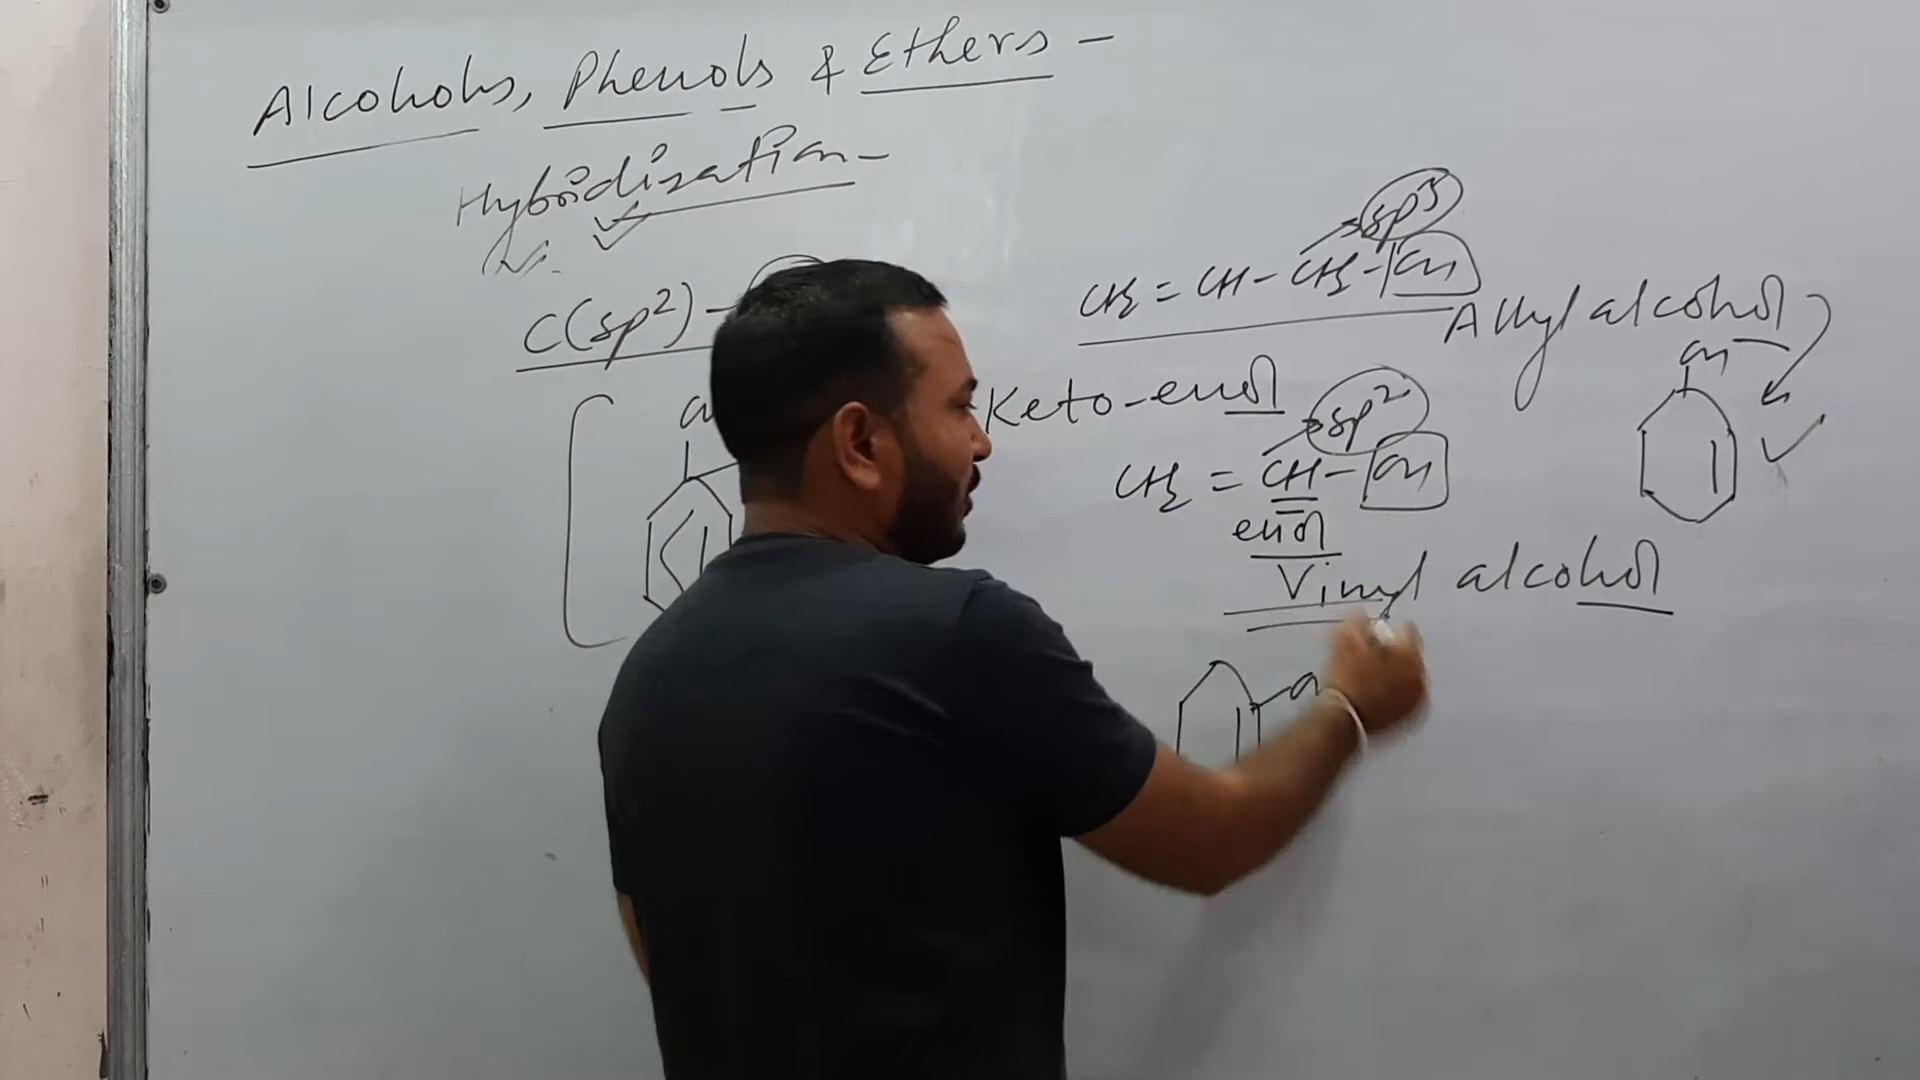 Alcohols, Phenols & Ethers -
Hybridization -
C(sp²) -
sp³
CH₂ = CH - CH₂ - OH
Allyl alcohol
OH
Keto-enol
sp²
CH₂ = CH - OH
enol
Vinyl alcohol